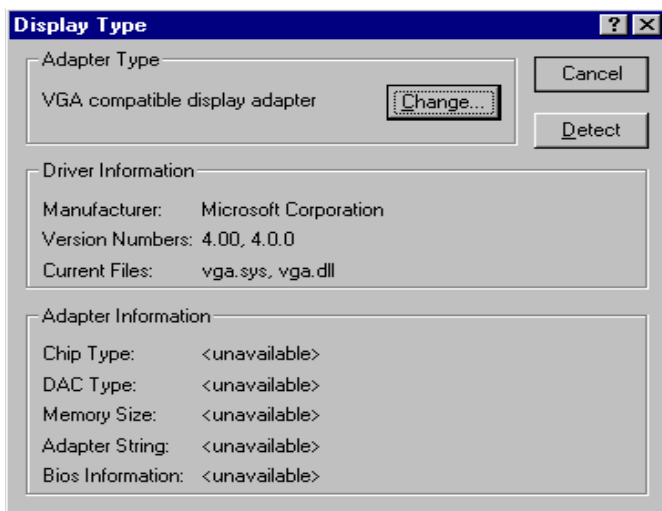 Display Type
Adapter Type
VGA compatible display adapter
Change...
Cancel
Detect
Driver Information
Manufacturer: Microsoft Corporation
Version Numbers: 4.00, 4.0.0
Current Files: vga.sys, vga.dll
Adapter Information
Chip Type: <unavailable>
DAC Type: <unavailable>
Memory Size: <unavailable>
Adapter String: <unavailable>
Bios Information: <unavailable>